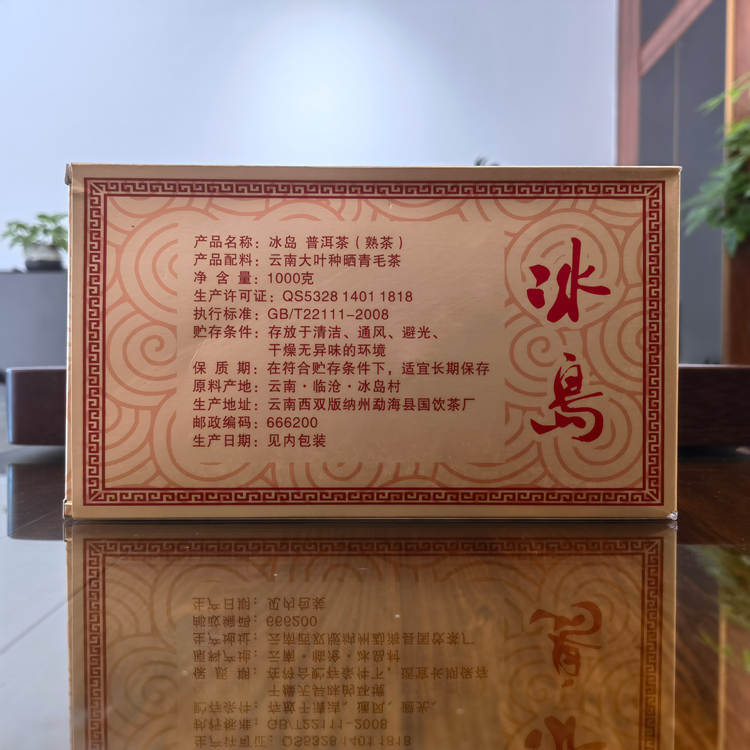 产品名称：冰岛 普洱茶（熟茶）
产品配料：云南大叶种晒青毛茶
净 含 量：1000克
生产许可证：QS5328 1401 1818
执行标准：GB/T22111-2008
贮存条件：存放于清洁、通风、避光、
干燥无异味的环境
保 质 期：在符合贮存条件下，适宜长期保存
原料产地：云南·临沧·冰岛村
生产地址：云南西双版纳州勐海县国饮茶厂
邮政编码：666200
生产日期：见内包装
冰岛